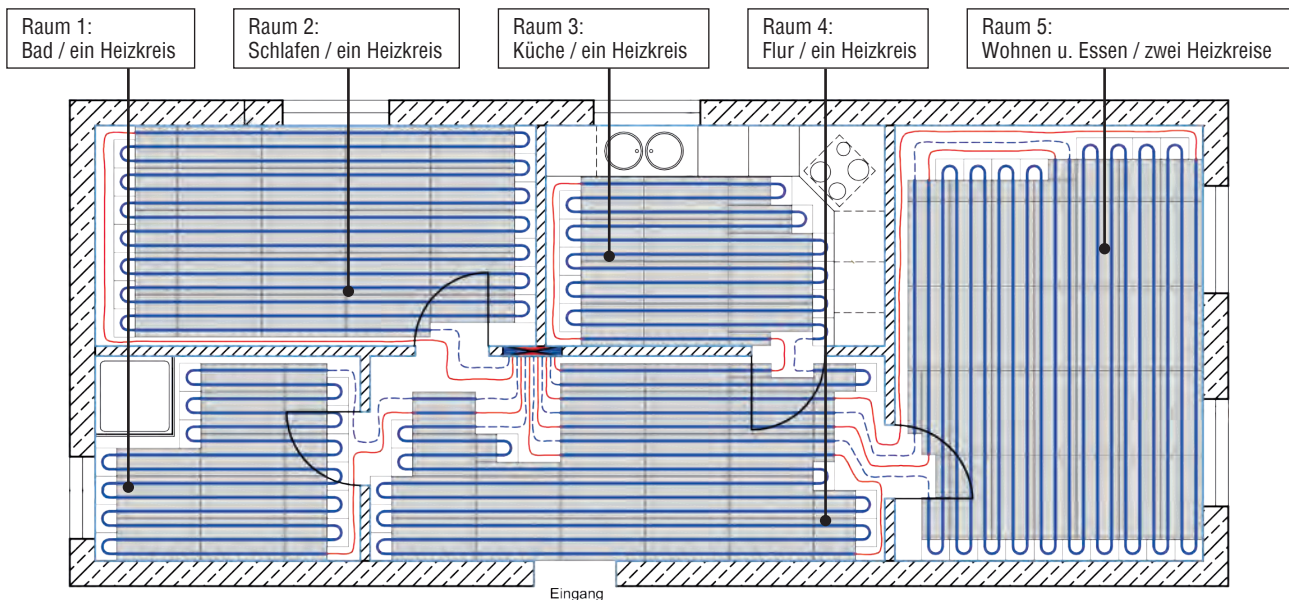 Raum 1:
Bad / ein Heizkreis
Raum 2:
Schlafen / ein Heizkreis
Raum 3:
Küche / ein Heizkreis
Raum 4:
Flur / ein Heizkreis
Raum 5:
Wohnen u. Essen / zwei Heizkreise
Eingang